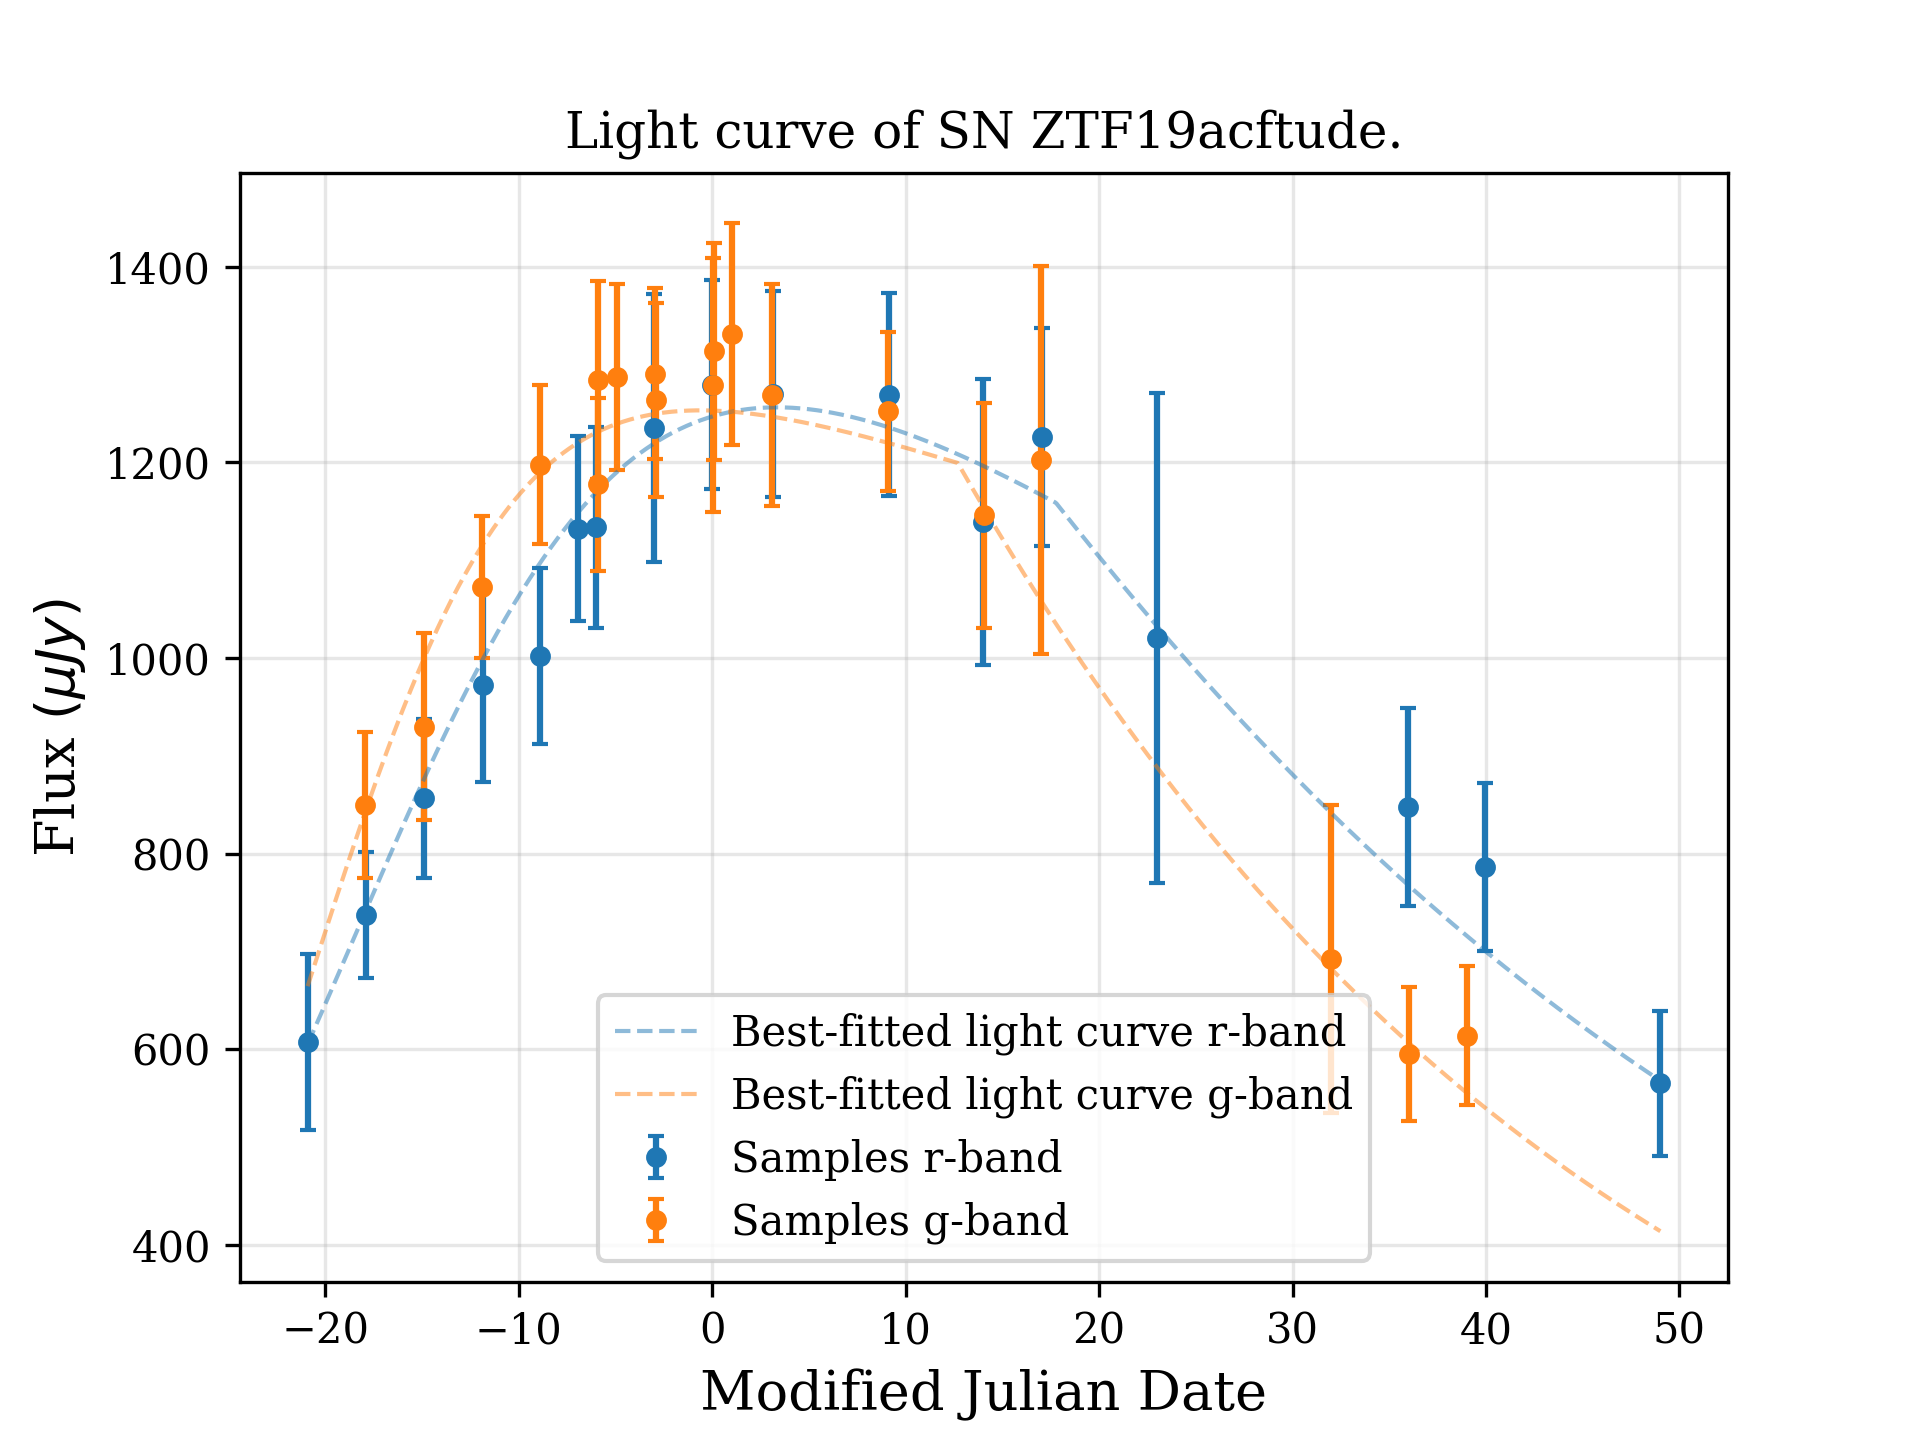 Light curve of SN ZTF19acftude.
Flux (μJy)
1400
1200
1000
800
600
400
Best-fitted light curve r-band
Best-fitted light curve g-band
Samples r-band
Samples g-band
−20 −10 0 10 20 30 40 50
Modified Julian Date